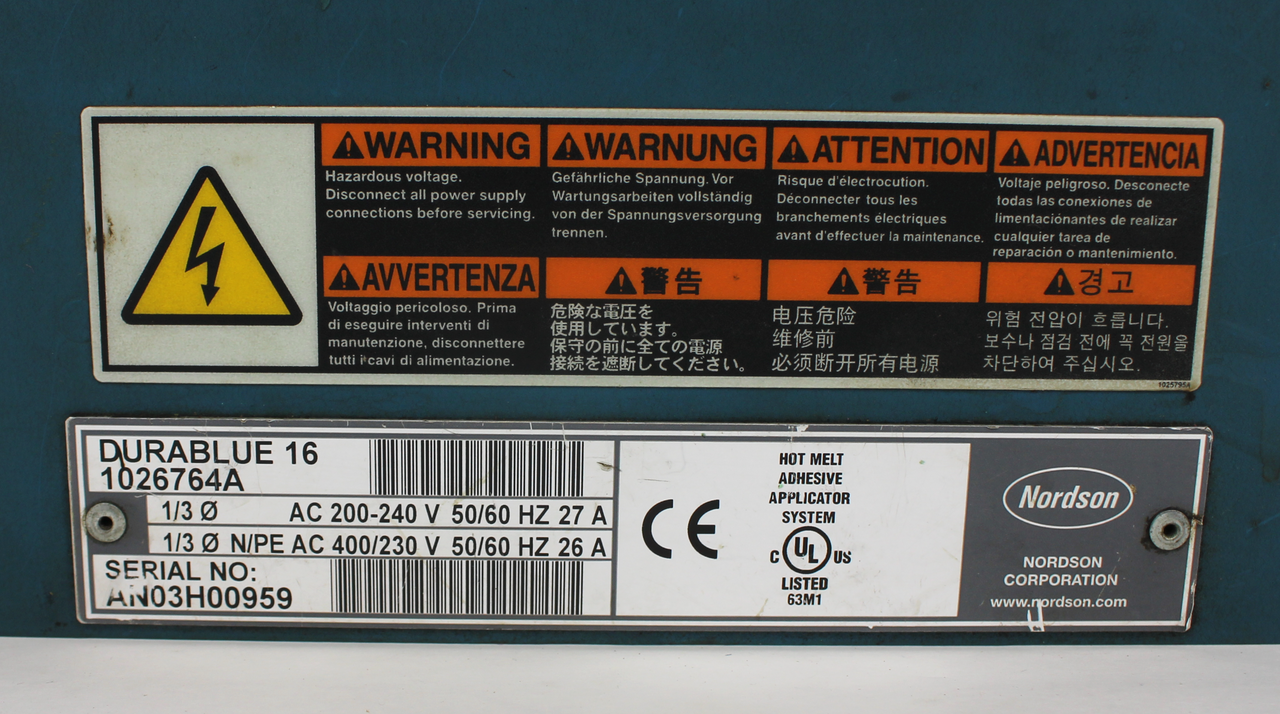 WARNING
Hazardous voltage.
Disconnect all power supply
connections before servicing.
WARNUNG
Gefährliche Spannung. Vor
Wartungsarbeiten vollständig
von der Spannungsversorgung
trennen.
ATTENTION
Risque d'électrocution.
Déconnecter tous les
branchements électriques
avant d'effectuer la maintenance.
ADVERTENCIA
Voltaje peligroso. Desconecte
todas las conexiones de
limentaciónantes de realizar
cualquier tarea de
reparación o mantenimiento.
AVVERTENZA
Voltaggio pericoloso. Prima
di eseguire interventi di
manutenzione, disconnettere
tutti i cavi di alimentazione.
警告
危険な電圧を
使用しています。
保守の前に全ての電源
接続を遮断してください。
警告
电压危险
维修前
必须断开所有电源
경고
위험 전압이 흐릅니다.
보수나 점검 전에 꼭 전원을
차단하여 주십시오.
1025795A
DURABLUE 16
1026764A
1/3 Ø AC 200-240 V 50/60 HZ 27 A
1/3 Ø N/PE AC 400/230 V 50/60 HZ 26 A
SERIAL NO:
AN03H00959
CE
HOT MELT
ADHESIVE
APPLICATOR
SYSTEM
C UL US
LISTED
63M1
Nordson
NORDSON
CORPORATION
www.nordson.com